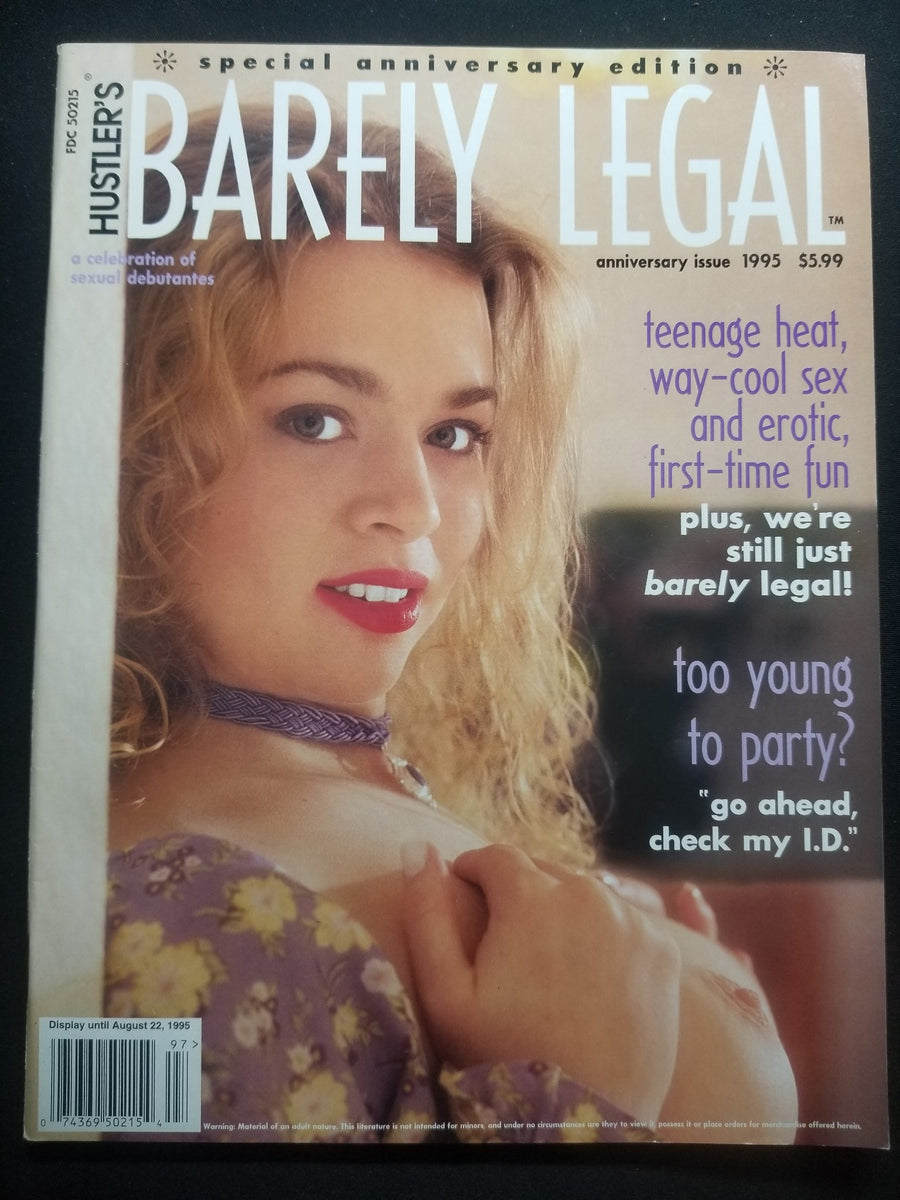 special anniversary edition
FDC 50215
HUSTLER'S®
BARELY LEGAL™
a celebration of
sexual debutantes
anniversary issue 1995 $5.99
teenage heat,
way-cool sex
and erotic,
first-time fun
plus, we're
still just
barely legal!
too young
to party?
"go ahead,
check my I.D."
Display until August 22, 1995
97>
0 74369 50215 4
Warning: Material of an adult nature. This literature is not intended for minors, and under no circumstances are they to view it, possess it or place orders for merchandise offered herein.